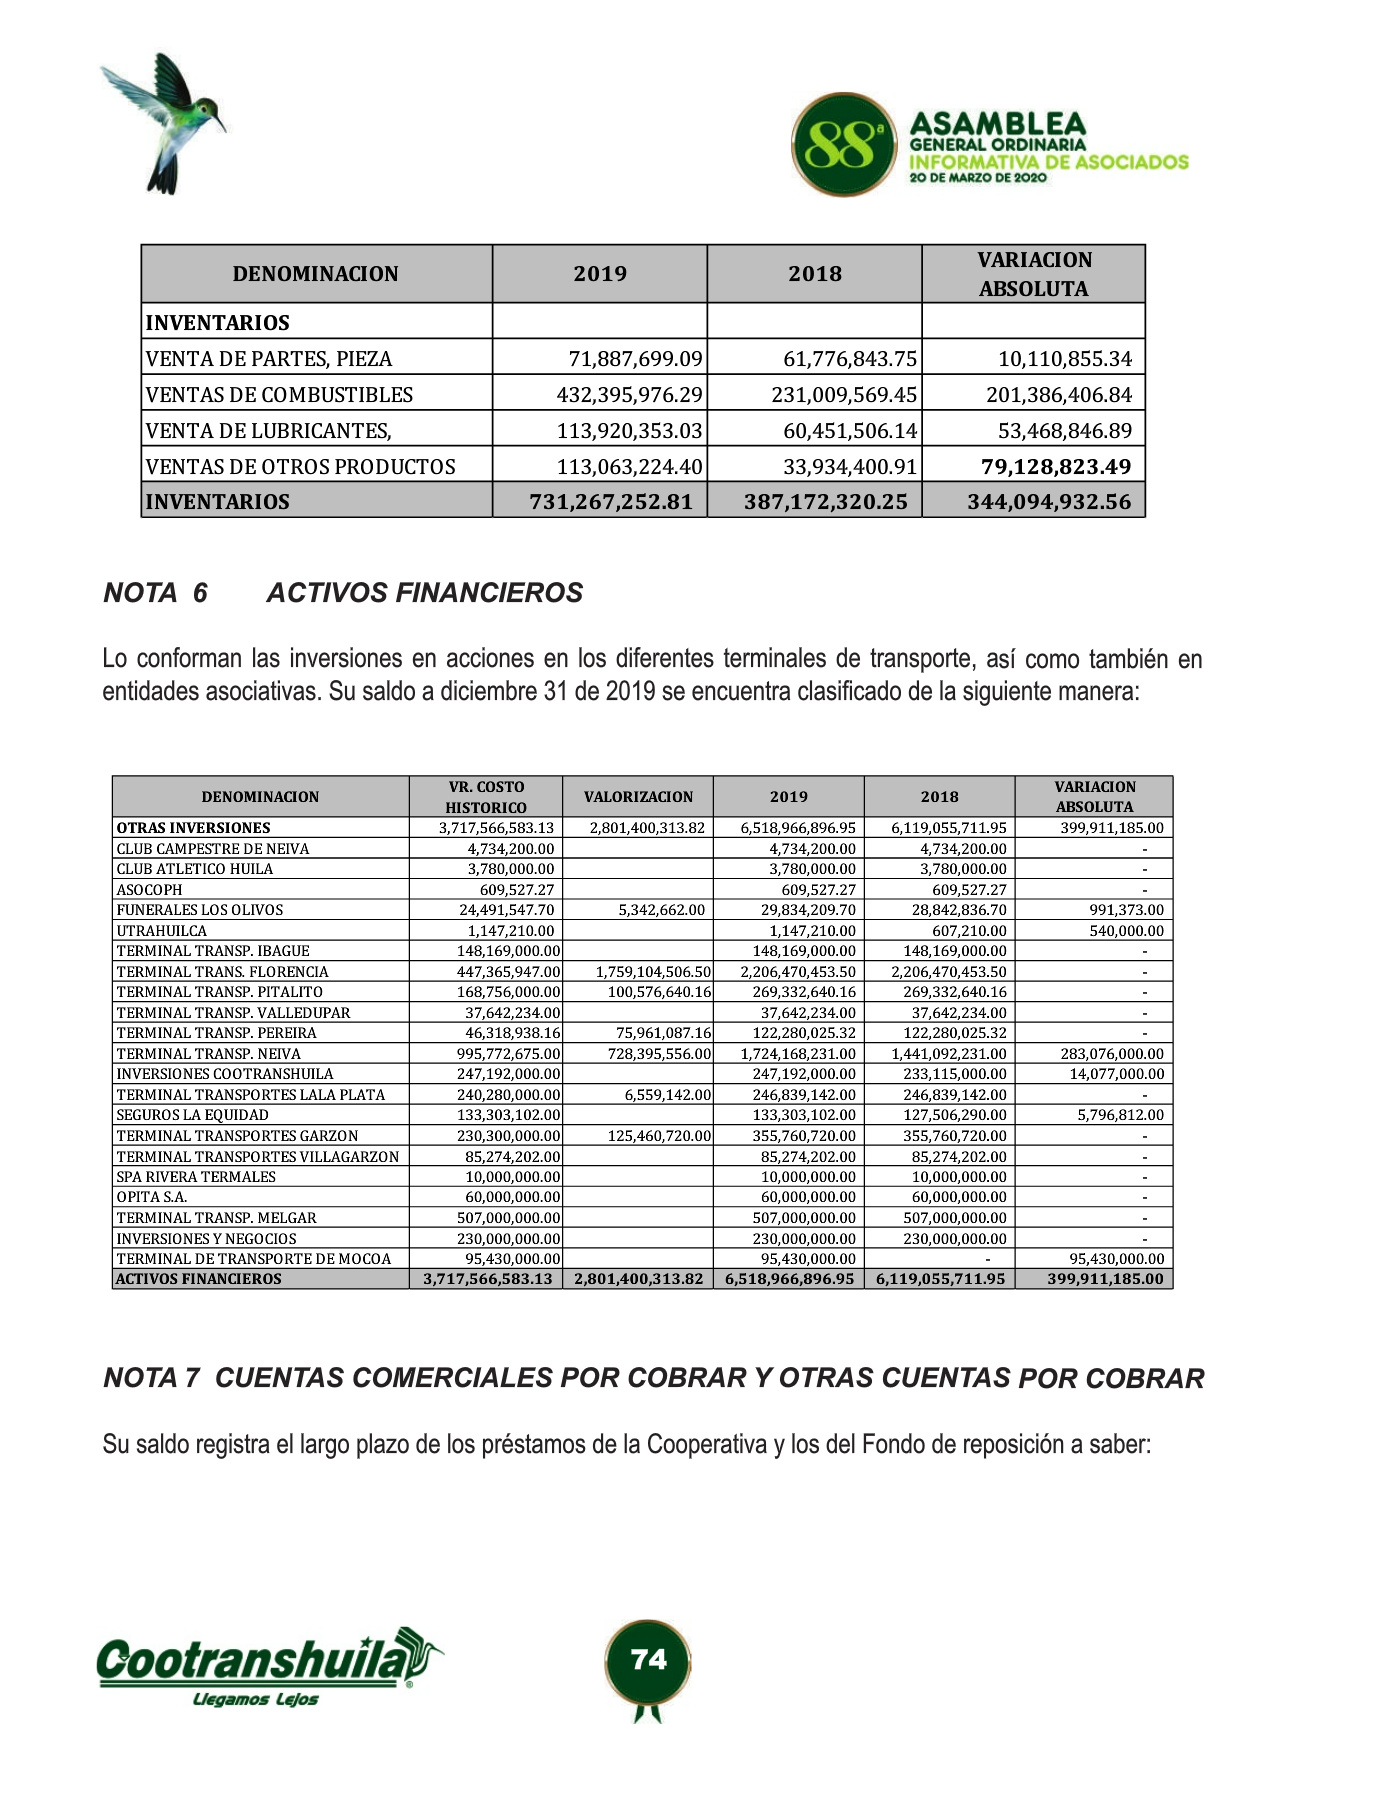 88ª
ASAMBLEA
GENERAL ORDINARIA
INFORMATIVA DE ASOCIADOS
20 DE MARZO DE 2020
DENOMINACION 2019 2018 VARIACION ABSOLUTA
INVENTARIOS
VENTA DE PARTES, PIEZA 71,887,699.09 61,776,843.75 10,110,855.34
VENTAS DE COMBUSTIBLES 432,395,976.29 231,009,569.45 201,386,406.84
VENTA DE LUBRICANTES, 113,920,353.03 60,451,506.14 53,468,846.89
VENTAS DE OTROS PRODUCTOS 113,063,224.40 33,934,400.91 79,128,823.49
INVENTARIOS 731,267,252.81 387,172,320.25 344,094,932.56
NOTA 6 ACTIVOS FINANCIEROS
Lo conforman las inversiones en acciones en los diferentes terminales de transporte, así como también en
entidades asociativas. Su saldo a diciembre 31 de 2019 se encuentra clasificado de la siguiente manera:
DENOMINACION VR. COSTO HISTORICO VALORIZACION 2019 2018 VARIACION ABSOLUTA
OTRAS INVERSIONES 3,717,566,583.13 2,801,400,313.82 6,518,966,896.95 6,119,055,711.95 399,911,185.00
CLUB CAMPESTRE DE NEIVA 4,734,200.00 4,734,200.00 4,734,200.00 -
CLUB ATLETICO HUILA 3,780,000.00 3,780,000.00 3,780,000.00 -
ASOCOPH 609,527.27 609,527.27 609,527.27 -
FUNERALES LOS OLIVOS 24,491,547.70 5,342,662.00 29,834,209.70 28,842,836.70 991,373.00
UTRAHUILCA 1,147,210.00 1,147,210.00 607,210.00 540,000.00
TERMINAL TRANSP. IBAGUE 148,169,000.00 148,169,000.00 148,169,000.00 -
TERMINAL TRANS. FLORENCIA 447,365,947.00 1,759,104,506.50 2,206,470,453.50 2,206,470,453.50 -
TERMINAL TRANSP. PITALITO 168,756,000.00 100,576,640.16 269,332,640.16 269,332,640.16 -
TERMINAL TRANSP. VALLEDUPAR 37,642,234.00 37,642,234.00 37,642,234.00 -
TERMINAL TRANSP. PEREIRA 46,318,938.16 75,961,087.16 122,280,025.32 122,280,025.32 -
TERMINAL TRANSP. NEIVA 995,772,675.00 728,395,556.00 1,724,168,231.00 1,441,092,231.00 283,076,000.00
INVERSIONES COOTRANSHUILA 247,192,000.00 247,192,000.00 233,115,000.00 14,077,000.00
TERMINAL TRANSPORTES LALA PLATA 240,280,000.00 6,559,142.00 246,839,142.00 246,839,142.00 -
SEGUROS LA EQUIDAD 133,303,102.00 133,303,102.00 127,506,290.00 5,796,812.00
TERMINAL TRANSPORTES GARZON 230,300,000.00 125,460,720.00 355,760,720.00 355,760,720.00 -
TERMINAL TRANSPORTES VILLAGARZON 85,274,202.00 85,274,202.00 85,274,202.00 -
SPA RIVERA TERMALES 10,000,000.00 10,000,000.00 10,000,000.00 -
OPITA S.A. 60,000,000.00 60,000,000.00 60,000,000.00 -
TERMINAL TRANSP. MELGAR 507,000,000.00 507,000,000.00 507,000,000.00 -
INVERSIONES Y NEGOCIOS 230,000,000.00 230,000,000.00 230,000,000.00 -
TERMINAL DE TRANSPORTE DE MOCOA 95,430,000.00 95,430,000.00 - 95,430,000.00
ACTIVOS FINANCIEROS 3,717,566,583.13 2,801,400,313.82 6,518,966,896.95 6,119,055,711.95 399,911,185.00
NOTA 7 CUENTAS COMERCIALES POR COBRAR Y OTRAS CUENTAS POR COBRAR
Su saldo registra el largo plazo de los préstamos de la Cooperativa y los del Fondo de reposición a saber:
Cootranshuila ®
Llegamos Lejos
74